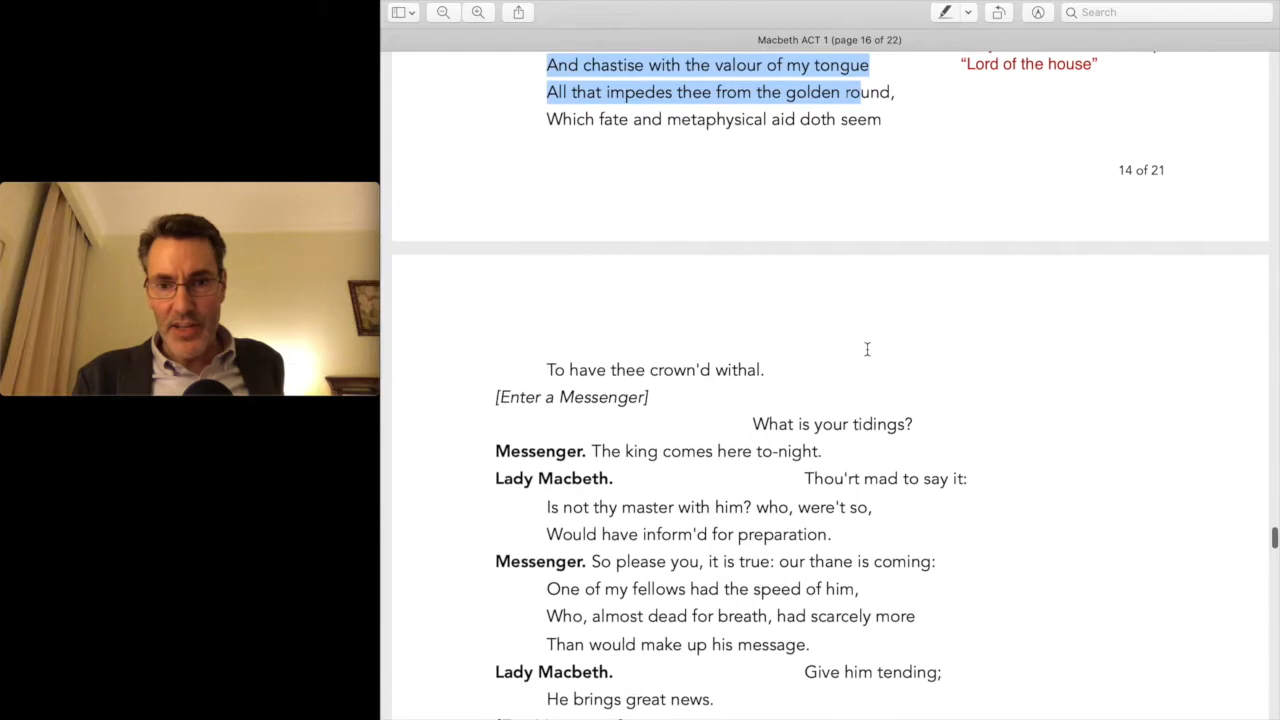 Search
Macbeth ACT 1 (page 16 of 22)
And chastise with the valour of my tongue
“Lord of the house”
All that impedes thee from the golden round,
Which fate and metaphysical aid doth seem
14 of 21
To have thee crown'd withal.
[Enter a Messenger]
What is your tidings?
Messenger. The king comes here to-night.
Lady Macbeth. Thou'rt mad to say it:
Is not thy master with him? who, were't so,
Would have inform'd for preparation.
Messenger. So please you, it is true: our thane is coming:
One of my fellows had the speed of him,
Who, almost dead for breath, had scarcely more
Than would make up his message.
Lady Macbeth. Give him tending;
He brings great news.